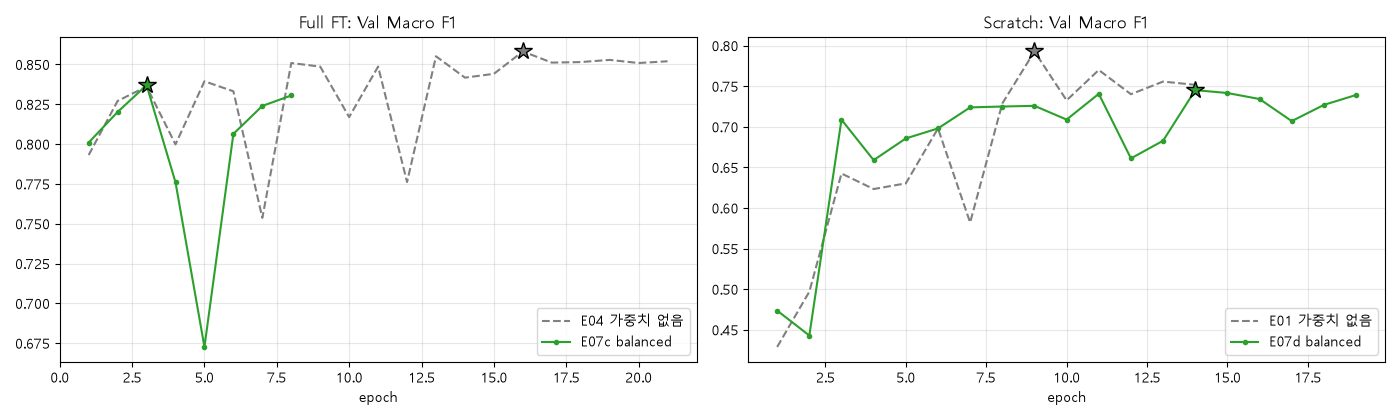 Full FT: Val Macro F1
0.850
0.825
0.800
0.775
0.750
0.725
0.700
0.675
0.0 2.5 5.0 7.5 10.0 12.5 15.0 17.5 20.0
epoch
E04 가중치 없음
E07c balanced
Scratch: Val Macro F1
0.80
0.75
0.70
0.65
0.60
0.55
0.50
0.45
2.5 5.0 7.5 10.0 12.5 15.0 17.5
epoch
E01 가중치 없음
E07d balanced